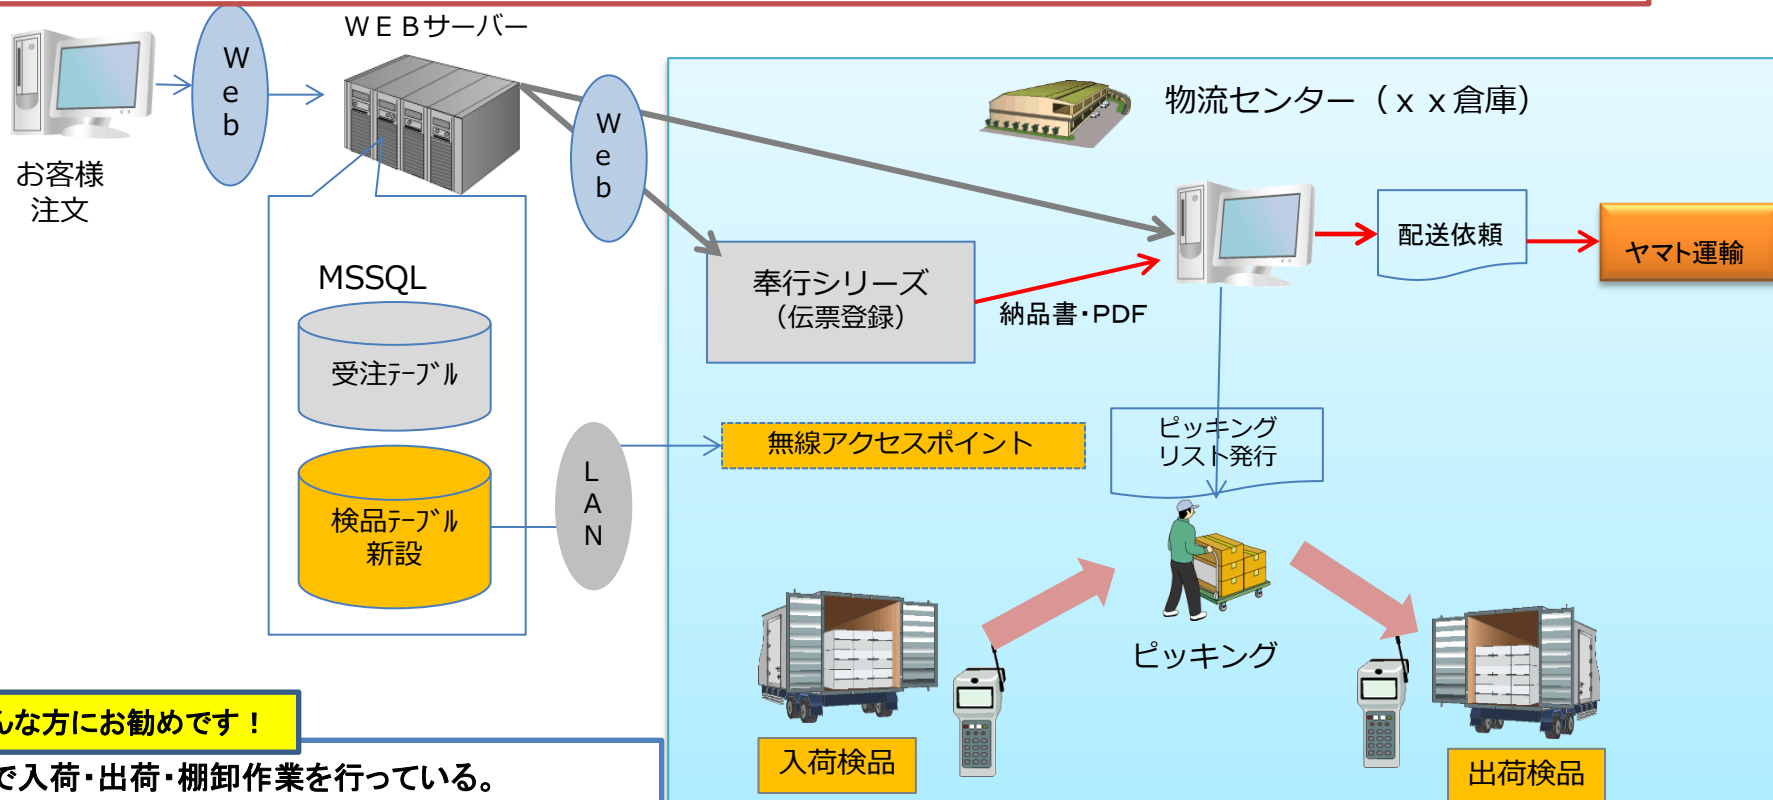 ＷＥＢサーバー
Web
お客様
注文
MSSQL
受注ﾃｰﾌﾞﾙ
検品ﾃｰﾌﾞﾙ
新設
Web
LAN
物流センター（ｘｘ倉庫）
奉行シリーズ
（伝票登録）
納品書・PDF
配送依頼
ヤマト運輸
無線アクセスポイント
ピッキング
リスト発行
ピッキング
入荷検品
出荷検品
んな方にお勧めです！
で入荷・出荷・棚卸作業を行っている。